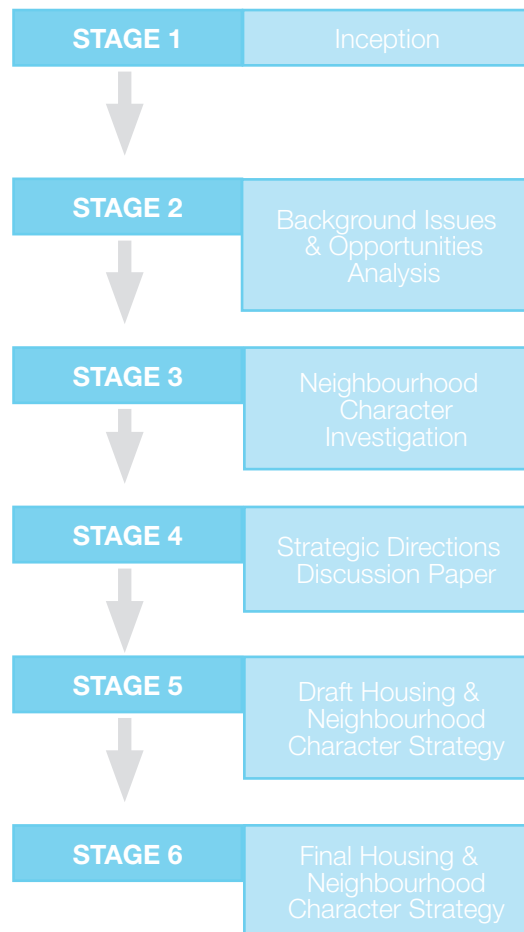 STAGE 1
Inception
STAGE 2
Background Issues
& Opportunities
Analysis
STAGE 3
Neighbourhood
Character
Investigation
STAGE 4
Strategic Directions
Discussion Paper
STAGE 5
Draft Housing &
Neighbourhood
Character Strategy
STAGE 6
Final Housing &
Neighbourhood
Character Strategy